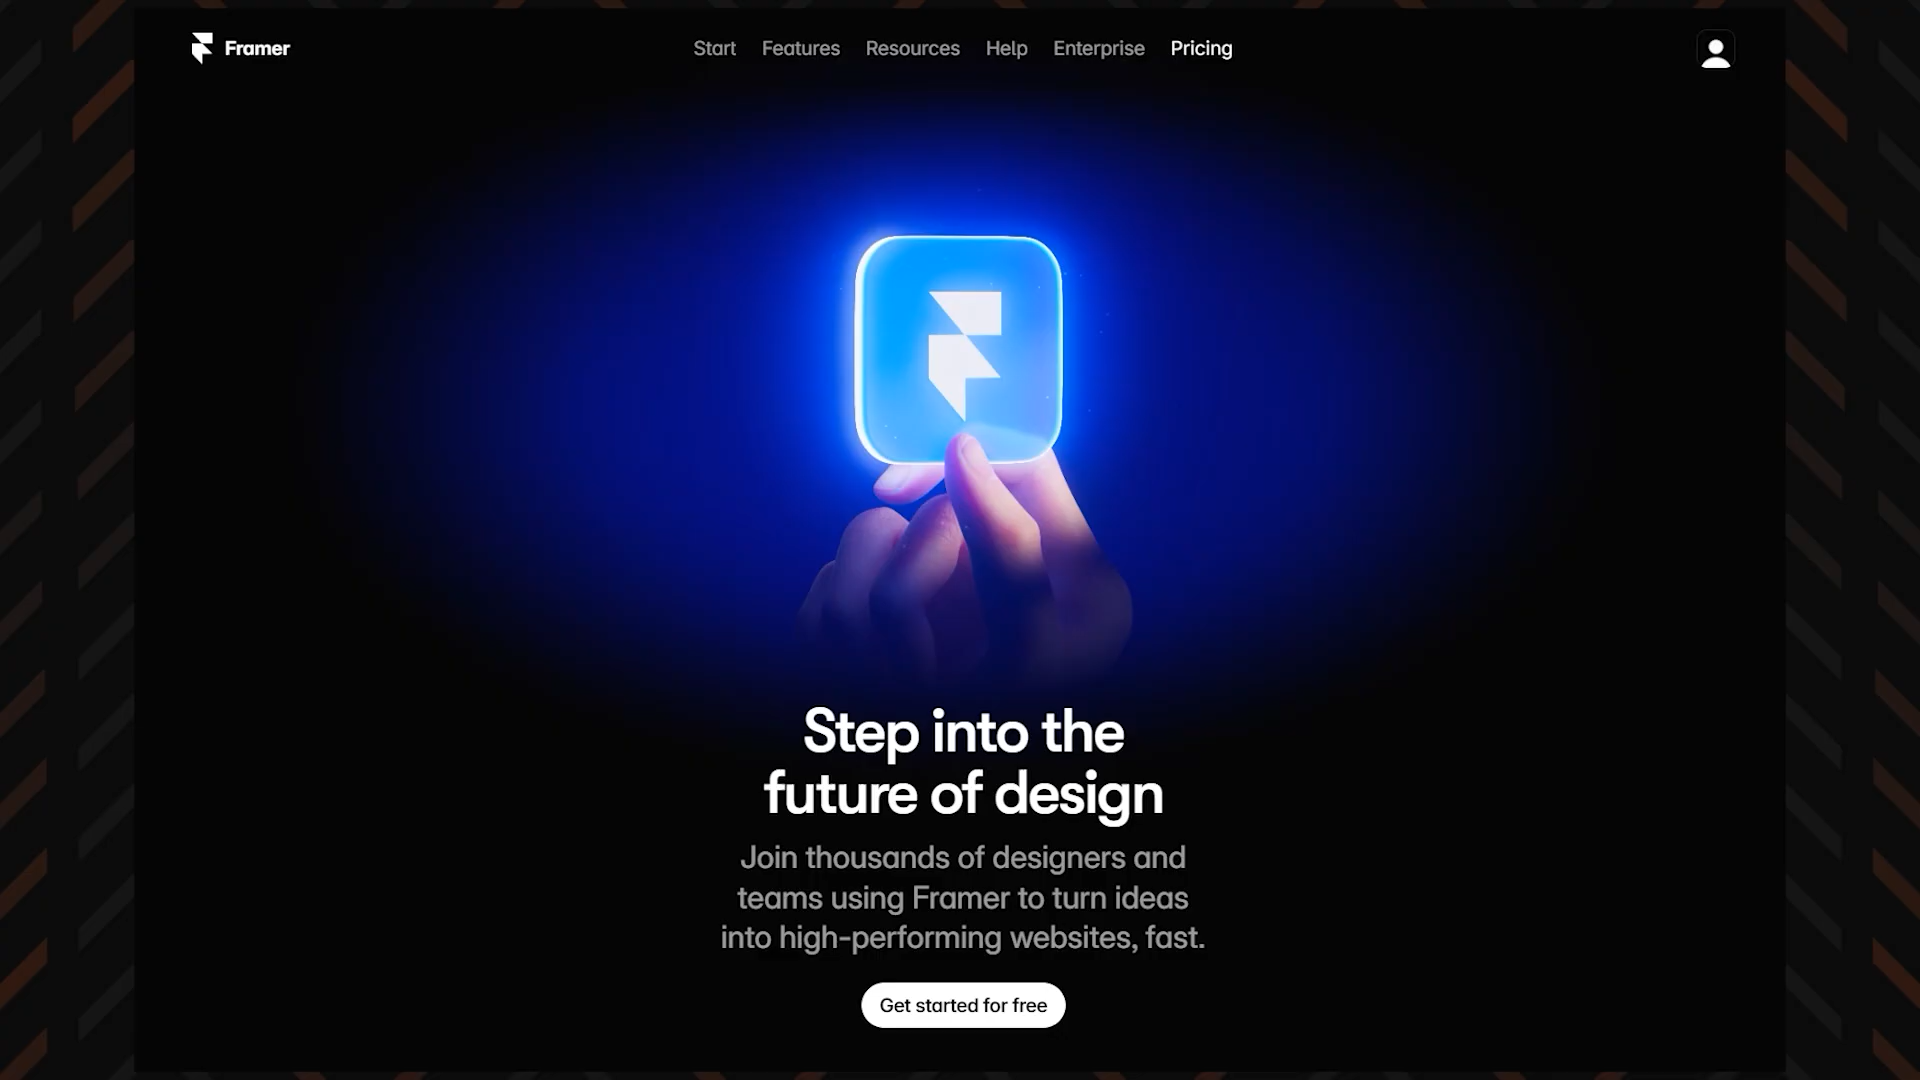 Framer
Start Features Resources Help Enterprise Pricing
Step into the
future of design
Join thousands of designers and
teams using Framer to turn ideas
into high-performing websites, fast.
Get started for free